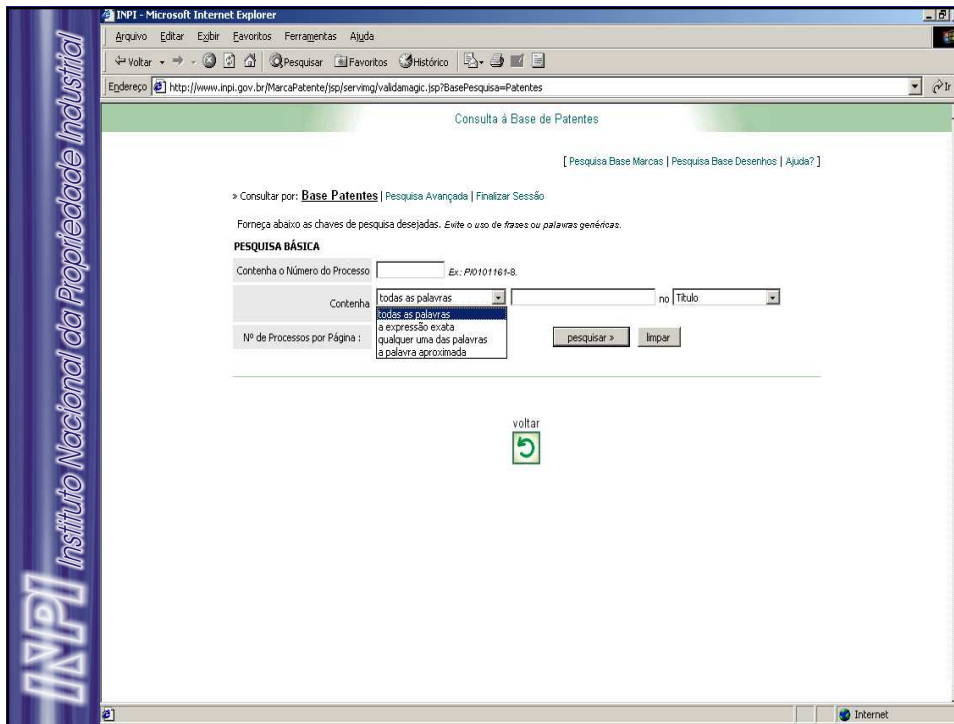 INPI Instituto Nacional da Propriedade Industrial
INPI - Microsoft Internet Explorer
Arquivo Editar Exibir Favoritos Ferramentas Ajuda
Voltar Pesquisar Favoritos Histórico
Endereço http://www.inpi.gov.br/MarcaPatente/jsp/servimg/validamagic.jsp?BasePesquisa=Patentes Ir
Consulta à Base de Patentes
[ Pesquisa Base Marcas | Pesquisa Base Desenhos | Ajuda? ]
» Consultar por: Base Patentes | Pesquisa Avançada | Finalizar Sessão
Forneça abaixo as chaves de pesquisa desejadas. Evite o uso de frases ou palavras genéricas.
PESQUISA BÁSICA
Contenha o Número do Processo Ex.: PI0101161-8.
Contenha todas as palavras no Título
todas as palavras
a expressão exata
Nº de Processos por Página : qualquer uma das palavras pesquisar » limpar
a palavra aproximada
voltar
Internet